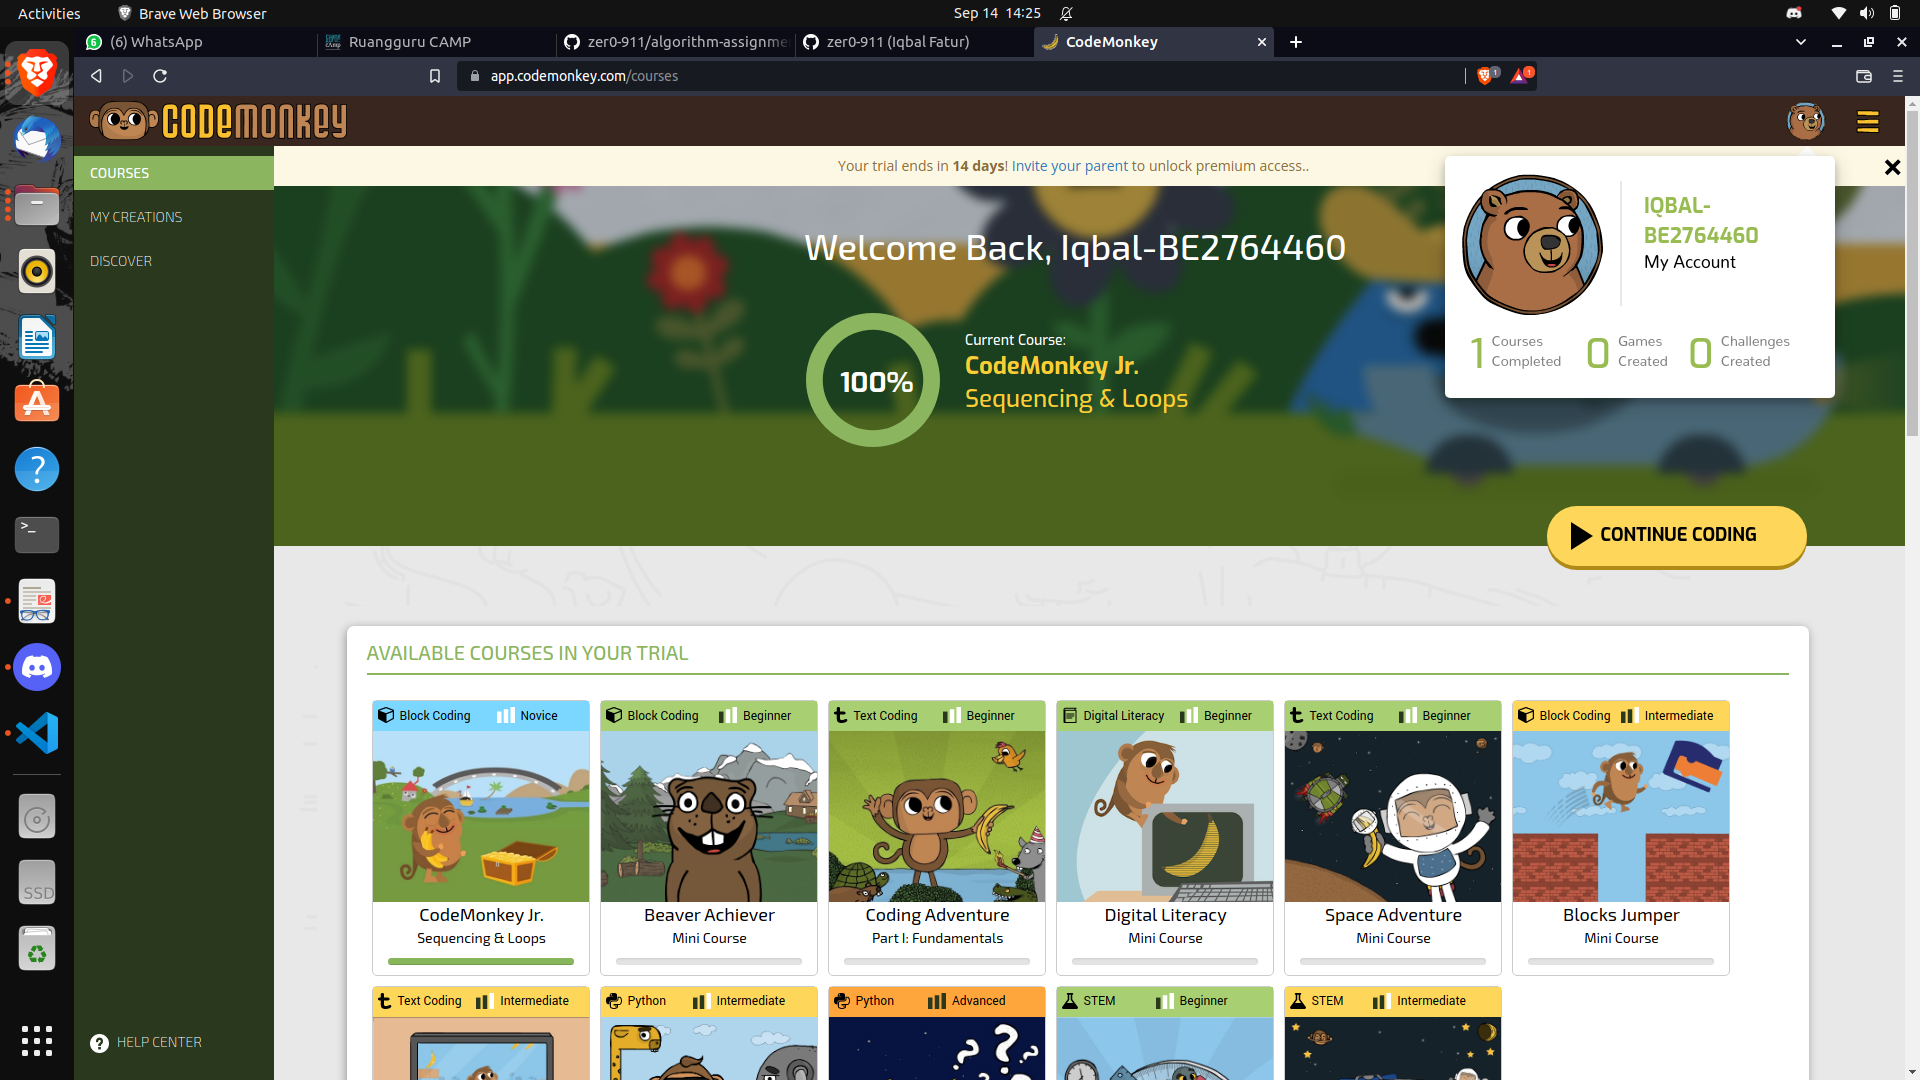 Activities
Brave Web Browser
Sep 14 14:25
(6) WhatsApp
Ruangguru CAMP
zer0-911/algorithm-assignme
zer0-911 (Iqbal Fatur)
CodeMonkey
app.codemonkey.com/courses
1
1
CODEMONKEY
COURSES
MY CREATIONS
DISCOVER
HELP CENTER
Your trial ends in 14 days! Invite your parent to unlock premium access..
Welcome Back, Iqbal-BE2764460
100%
Current Course:
CodeMonkey Jr.
Sequencing & Loops
IQBAL-
BE2764460
My Account
1 Courses Completed
0 Games Created
0 Challenges Created
CONTINUE CODING
AVAILABLE COURSES IN YOUR TRIAL
Block Coding Novice
CodeMonkey Jr.
Sequencing & Loops
Block Coding Beginner
Beaver Achiever
Mini Course
Text Coding Beginner
Coding Adventure
Part I: Fundamentals
Digital Literacy Beginner
Digital Literacy
Mini Course
Text Coding Beginner
Space Adventure
Mini Course
Block Coding Intermediate
Blocks Jumper
Mini Course
Text Coding Intermediate
Python Intermediate
Python Advanced
STEM Beginner
STEM Intermediate
SSD